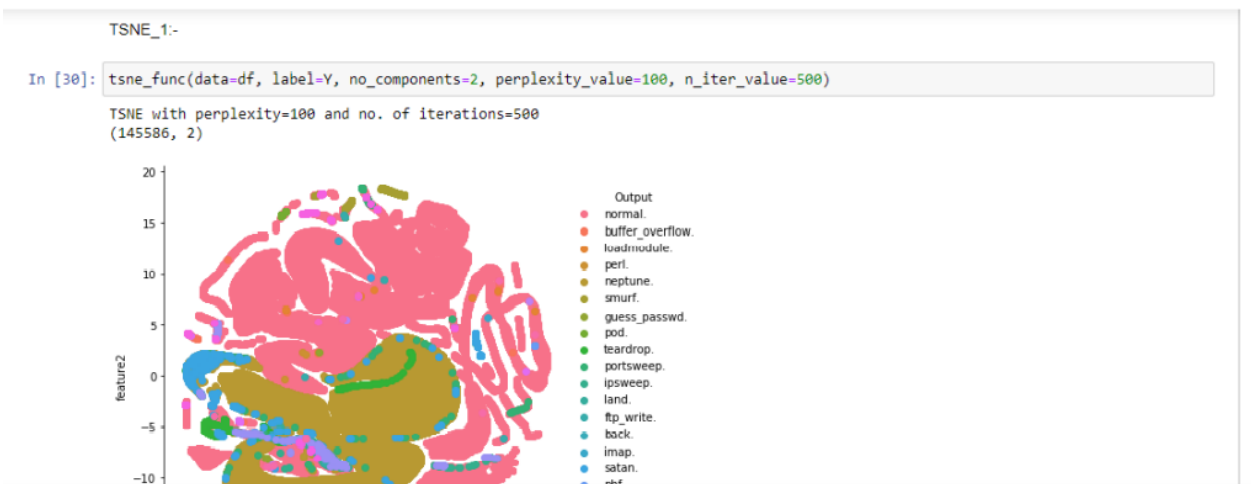 TSNE_1:-
In [30]: tsne_func(data=df, label=Y, no_components=2, perplexity_value=100, n_iter_value=500)
TSNE with perplexity=100 and no. of iterations=500
(145586, 2)
20
15
10
5
0
−5
−10
feature2
Output
normal.
buffer_overflow.
loadmodule.
perl.
neptune.
smurf.
guess_passwd.
pod.
teardrop.
portsweep.
ipsweep.
land.
ftp_write.
back.
imap.
satan.
phf.